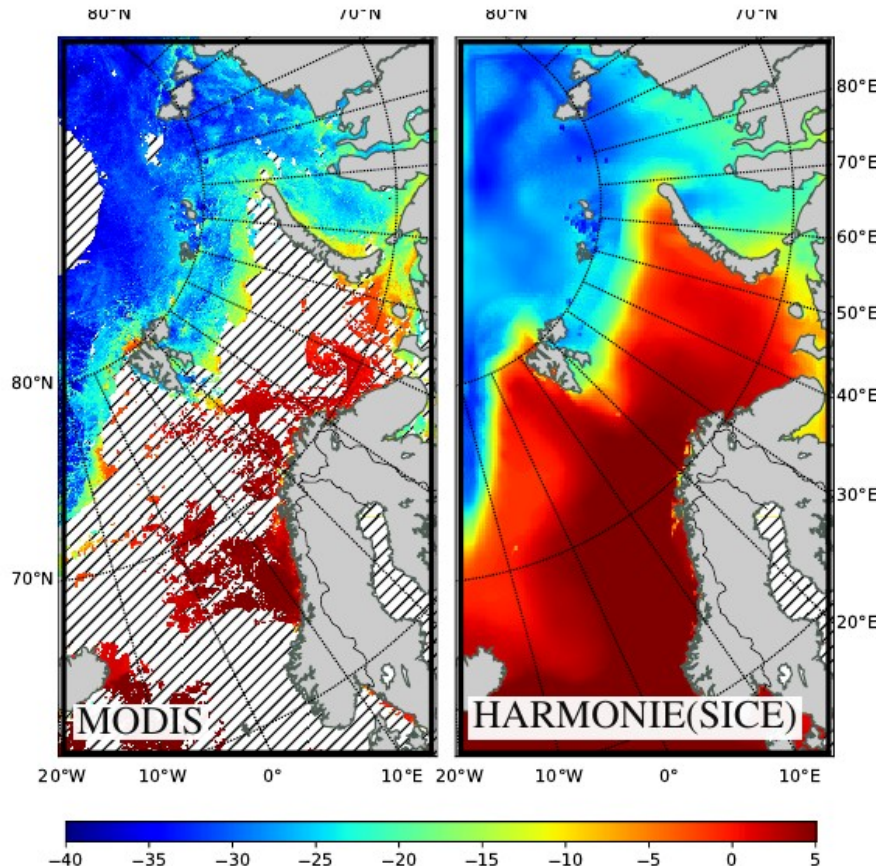 80°N 70°N 80°N 70°N
80°E
70°E
60°E
50°E
80°N 40°E
30°E
70°N
20°E
MODIS HARMONIE(SICE)
20°W 10°W 0° 10°E 20°W 10°W 0° 10°E
−40 −35 −30 −25 −20 −15 −10 −5 0 5